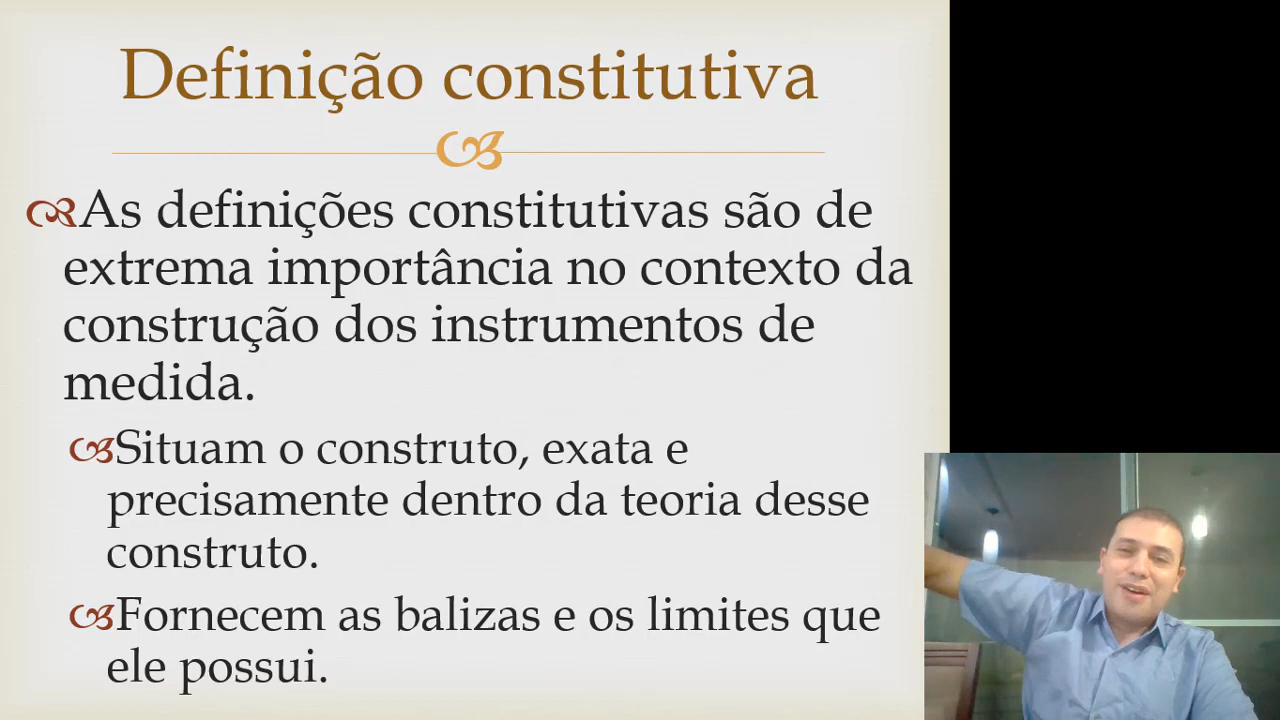 Definição constitutiva
As definições constitutivas são de
extrema importância no contexto da
construção dos instrumentos de
medida.
Situam o construto, exata e
precisamente dentro da teoria desse
construto.
Fornecem as balizas e os limites que
ele possui.